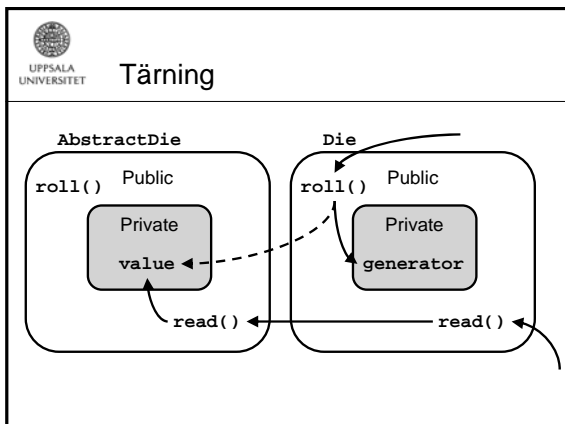 UPPSALA
UNIVERSITET
Tärning
AbstractDie
Die
roll()
Public
roll()
Public
Private
Private
value
generator
read()
read()